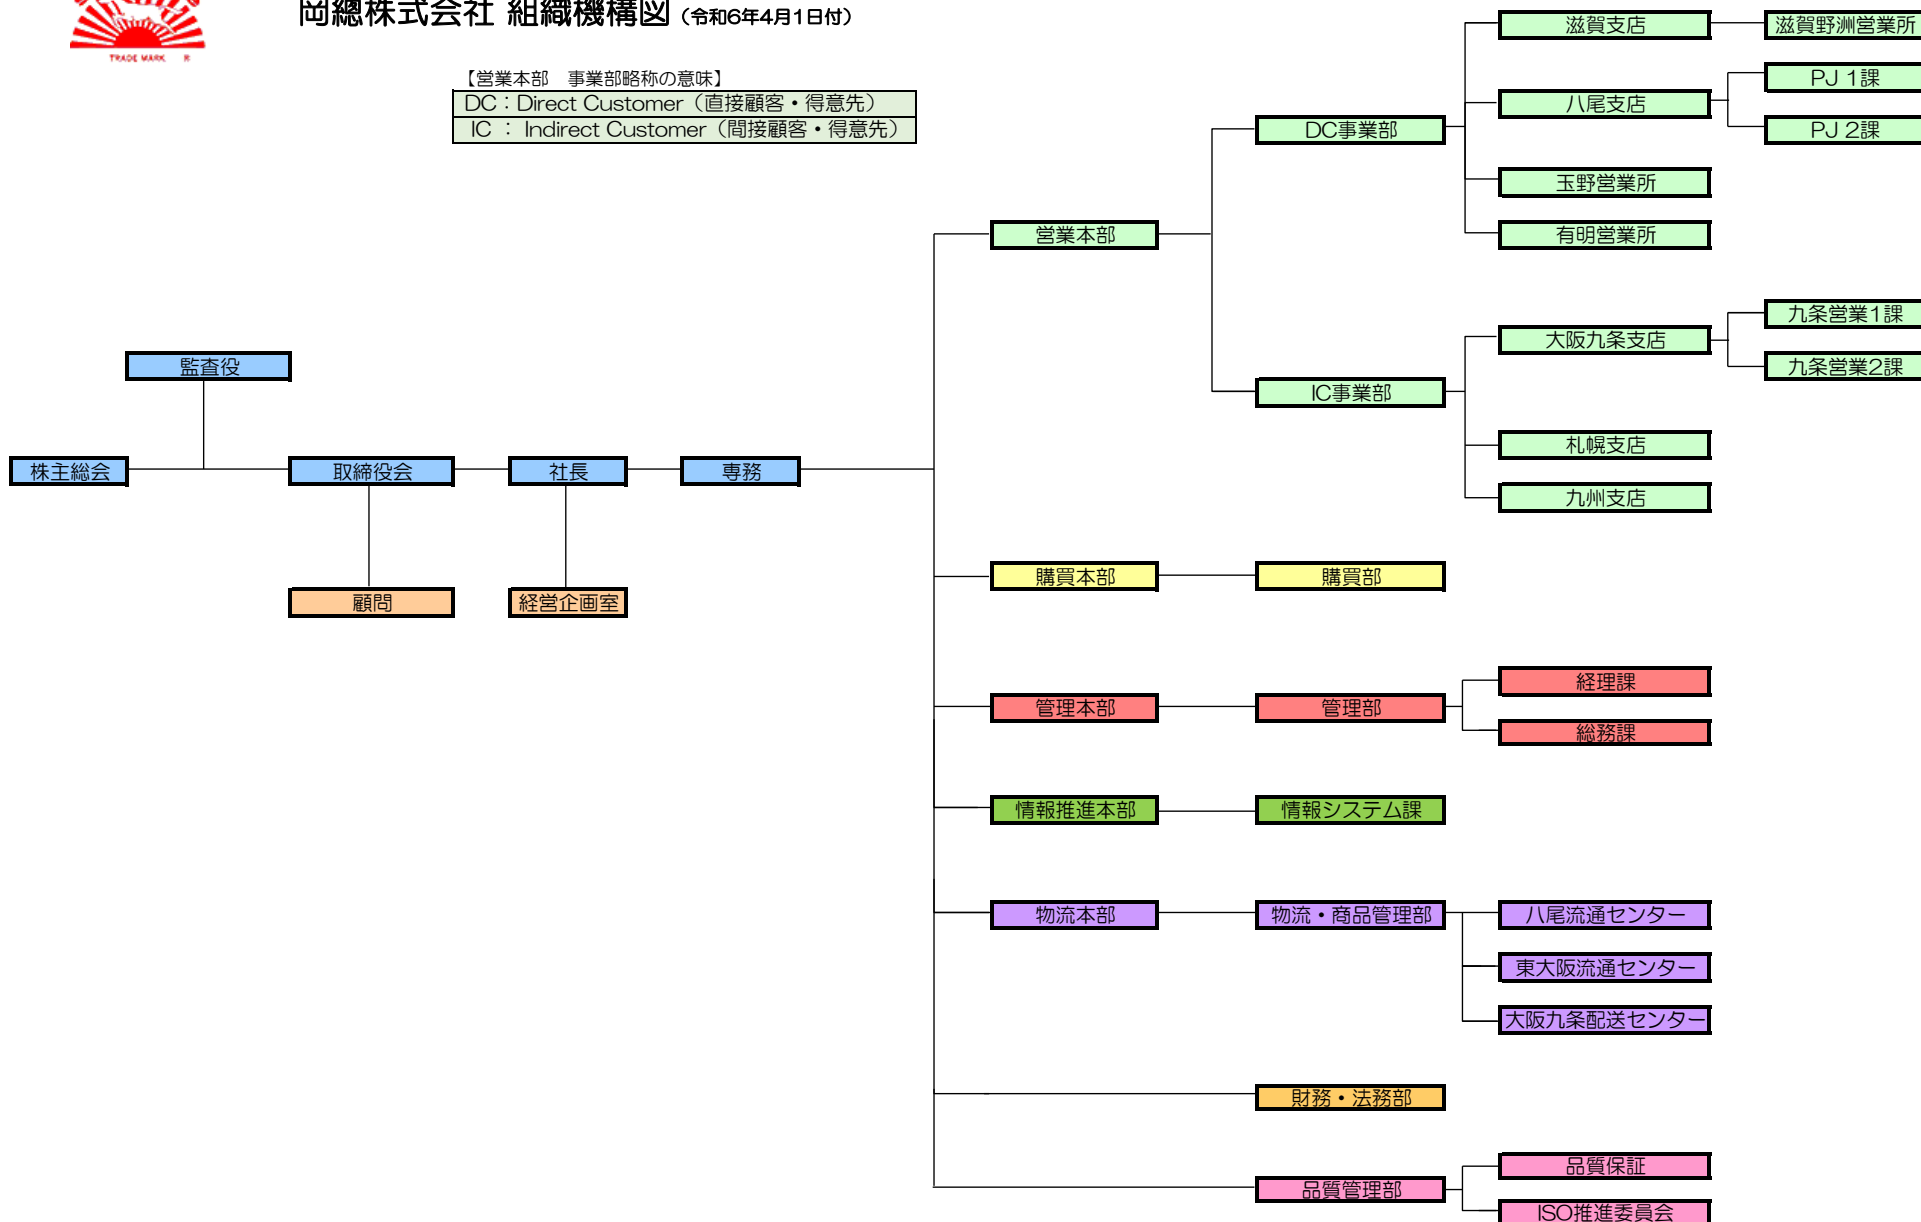 岡總株式会社 組織機構図（令和6年4月1日付）
TRADE MARK R
【営業本部　事業部略称の意味】
DC：Direct Customer（直接顧客・得意先）
IC ： Indirect Customer（間接顧客・得意先）
滋賀支店
滋賀野洲営業所
PJ 1課
八尾支店
PJ 2課
DC事業部
玉野営業所
有明営業所
営業本部
九条営業1課
大阪九条支店
九条営業2課
IC事業部
札幌支店
九州支店
監査役
株主総会
取締役会
社長
専務
顧問
経営企画室
購買本部
購買部
経理課
管理本部
管理部
総務課
情報推進本部
情報システム課
物流本部
物流・商品管理部
八尾流通センター
東大阪流通センター
大阪九条配送センター
財務・法務部
品質保証
品質管理部
ISO推進委員会